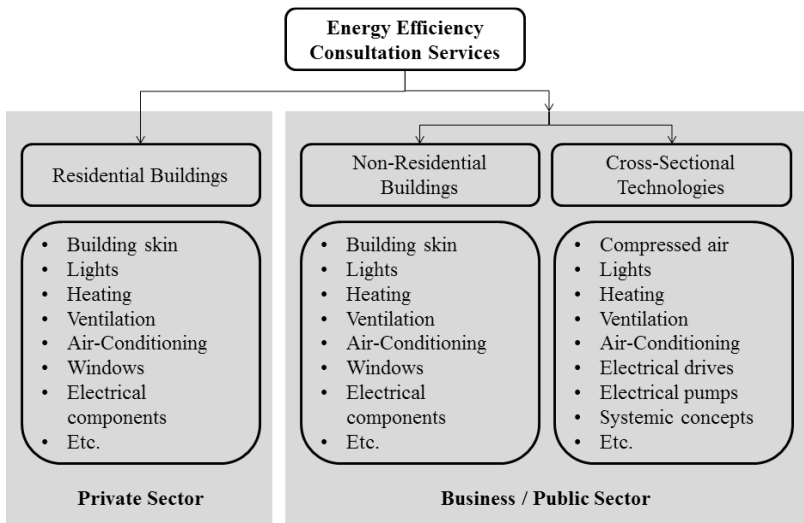 Energy Efficiency
Consultation Services
Residential Buildings
• Building skin
• Lights
• Heating
• Ventilation
• Air-Conditioning
• Windows
• Electrical
components
• Etc.
Private Sector
Non-Residential
Buildings
• Building skin
• Lights
• Heating
• Ventilation
• Air-Conditioning
• Windows
• Electrical
components
• Etc.
Cross-Sectional
Technologies
• Compressed air
• Lights
• Heating
• Ventilation
• Air-Conditioning
• Electrical drives
• Electrical pumps
• Systemic concepts
• Etc.
Business / Public Sector